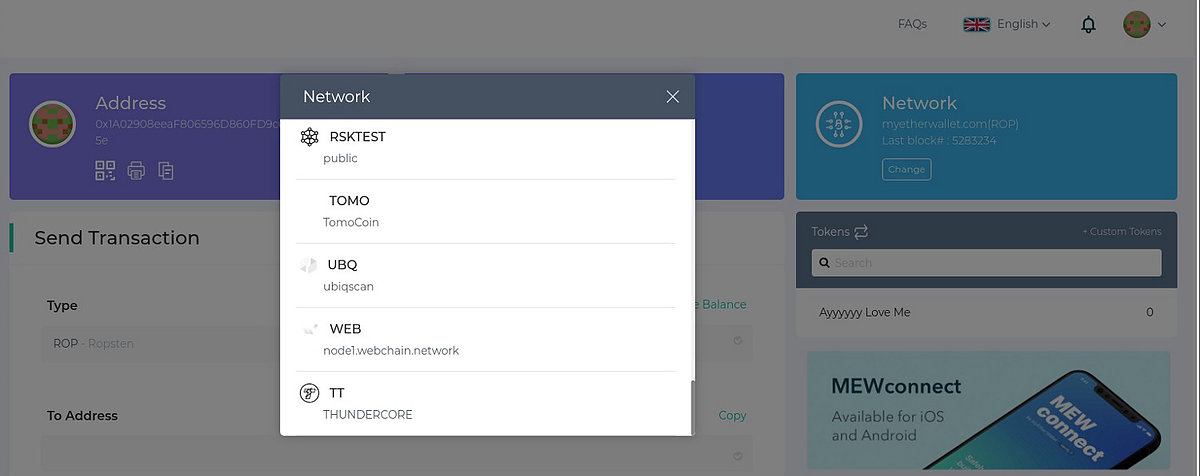 FAQs
English
Address
0x1A02908eeaF806596D860FD9c
5e
Network
myetherwallet.com(ROP)
Last block# : 5283234
Change
Network
RSKTEST
public
TOMO
TomoCoin
UBQ
ubiqscan
WEB
node1.webchain.network
TT
THUNDERCORE
Send Transaction
Type
Balance
ROP - Ropsten
To Address
Copy
Tokens
+ Custom Tokens
Search
Ayyyyyy Love Me 0
MEWconnect
Available for iOS
and Android
MEW
connect